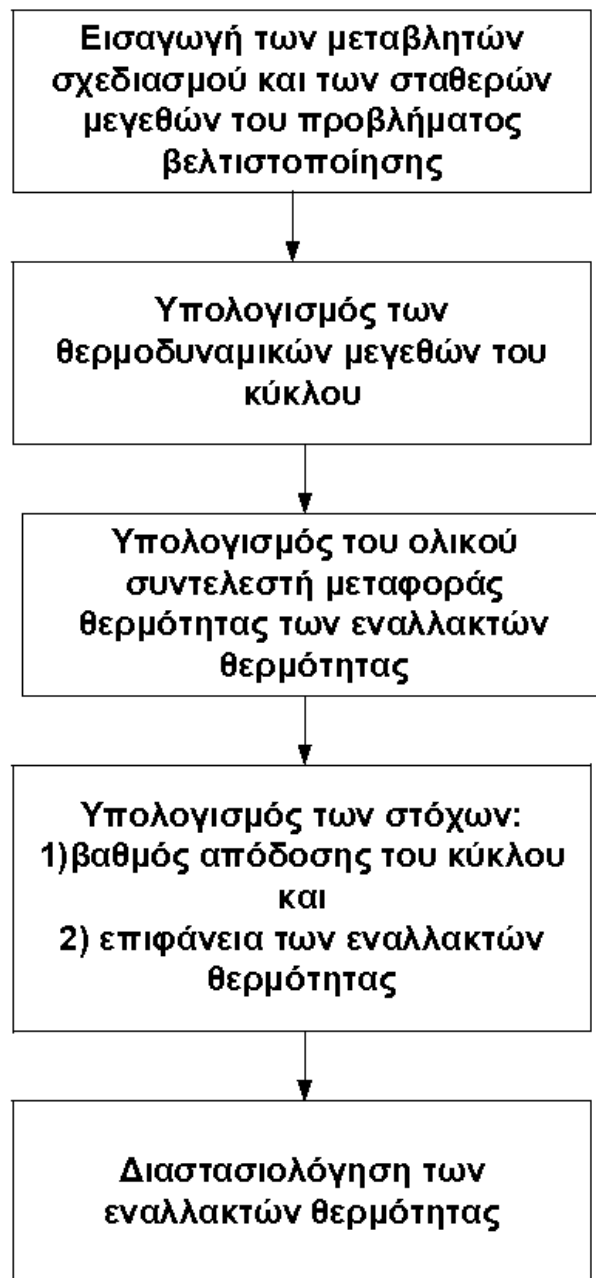 Εισαγωγή των μεταβλητών
σχεδιασμού και των σταθερών
μεγεθών του προβλήματος
βελτιστοποίησης
Υπολογισμός των
θερμοδυναμικών μεγεθών του
κύκλου
Υπολογισμός του ολικού
συντελεστή μεταφοράς
θερμότητας των εναλλακτών
θερμότητας
Υπολογισμός των στόχων:
1)βαθμός απόδοσης του κύκλου
και
2) επιφάνεια των εναλλακτών
θερμότητας
Διαστασιολόγηση των
εναλλακτών θερμότητας